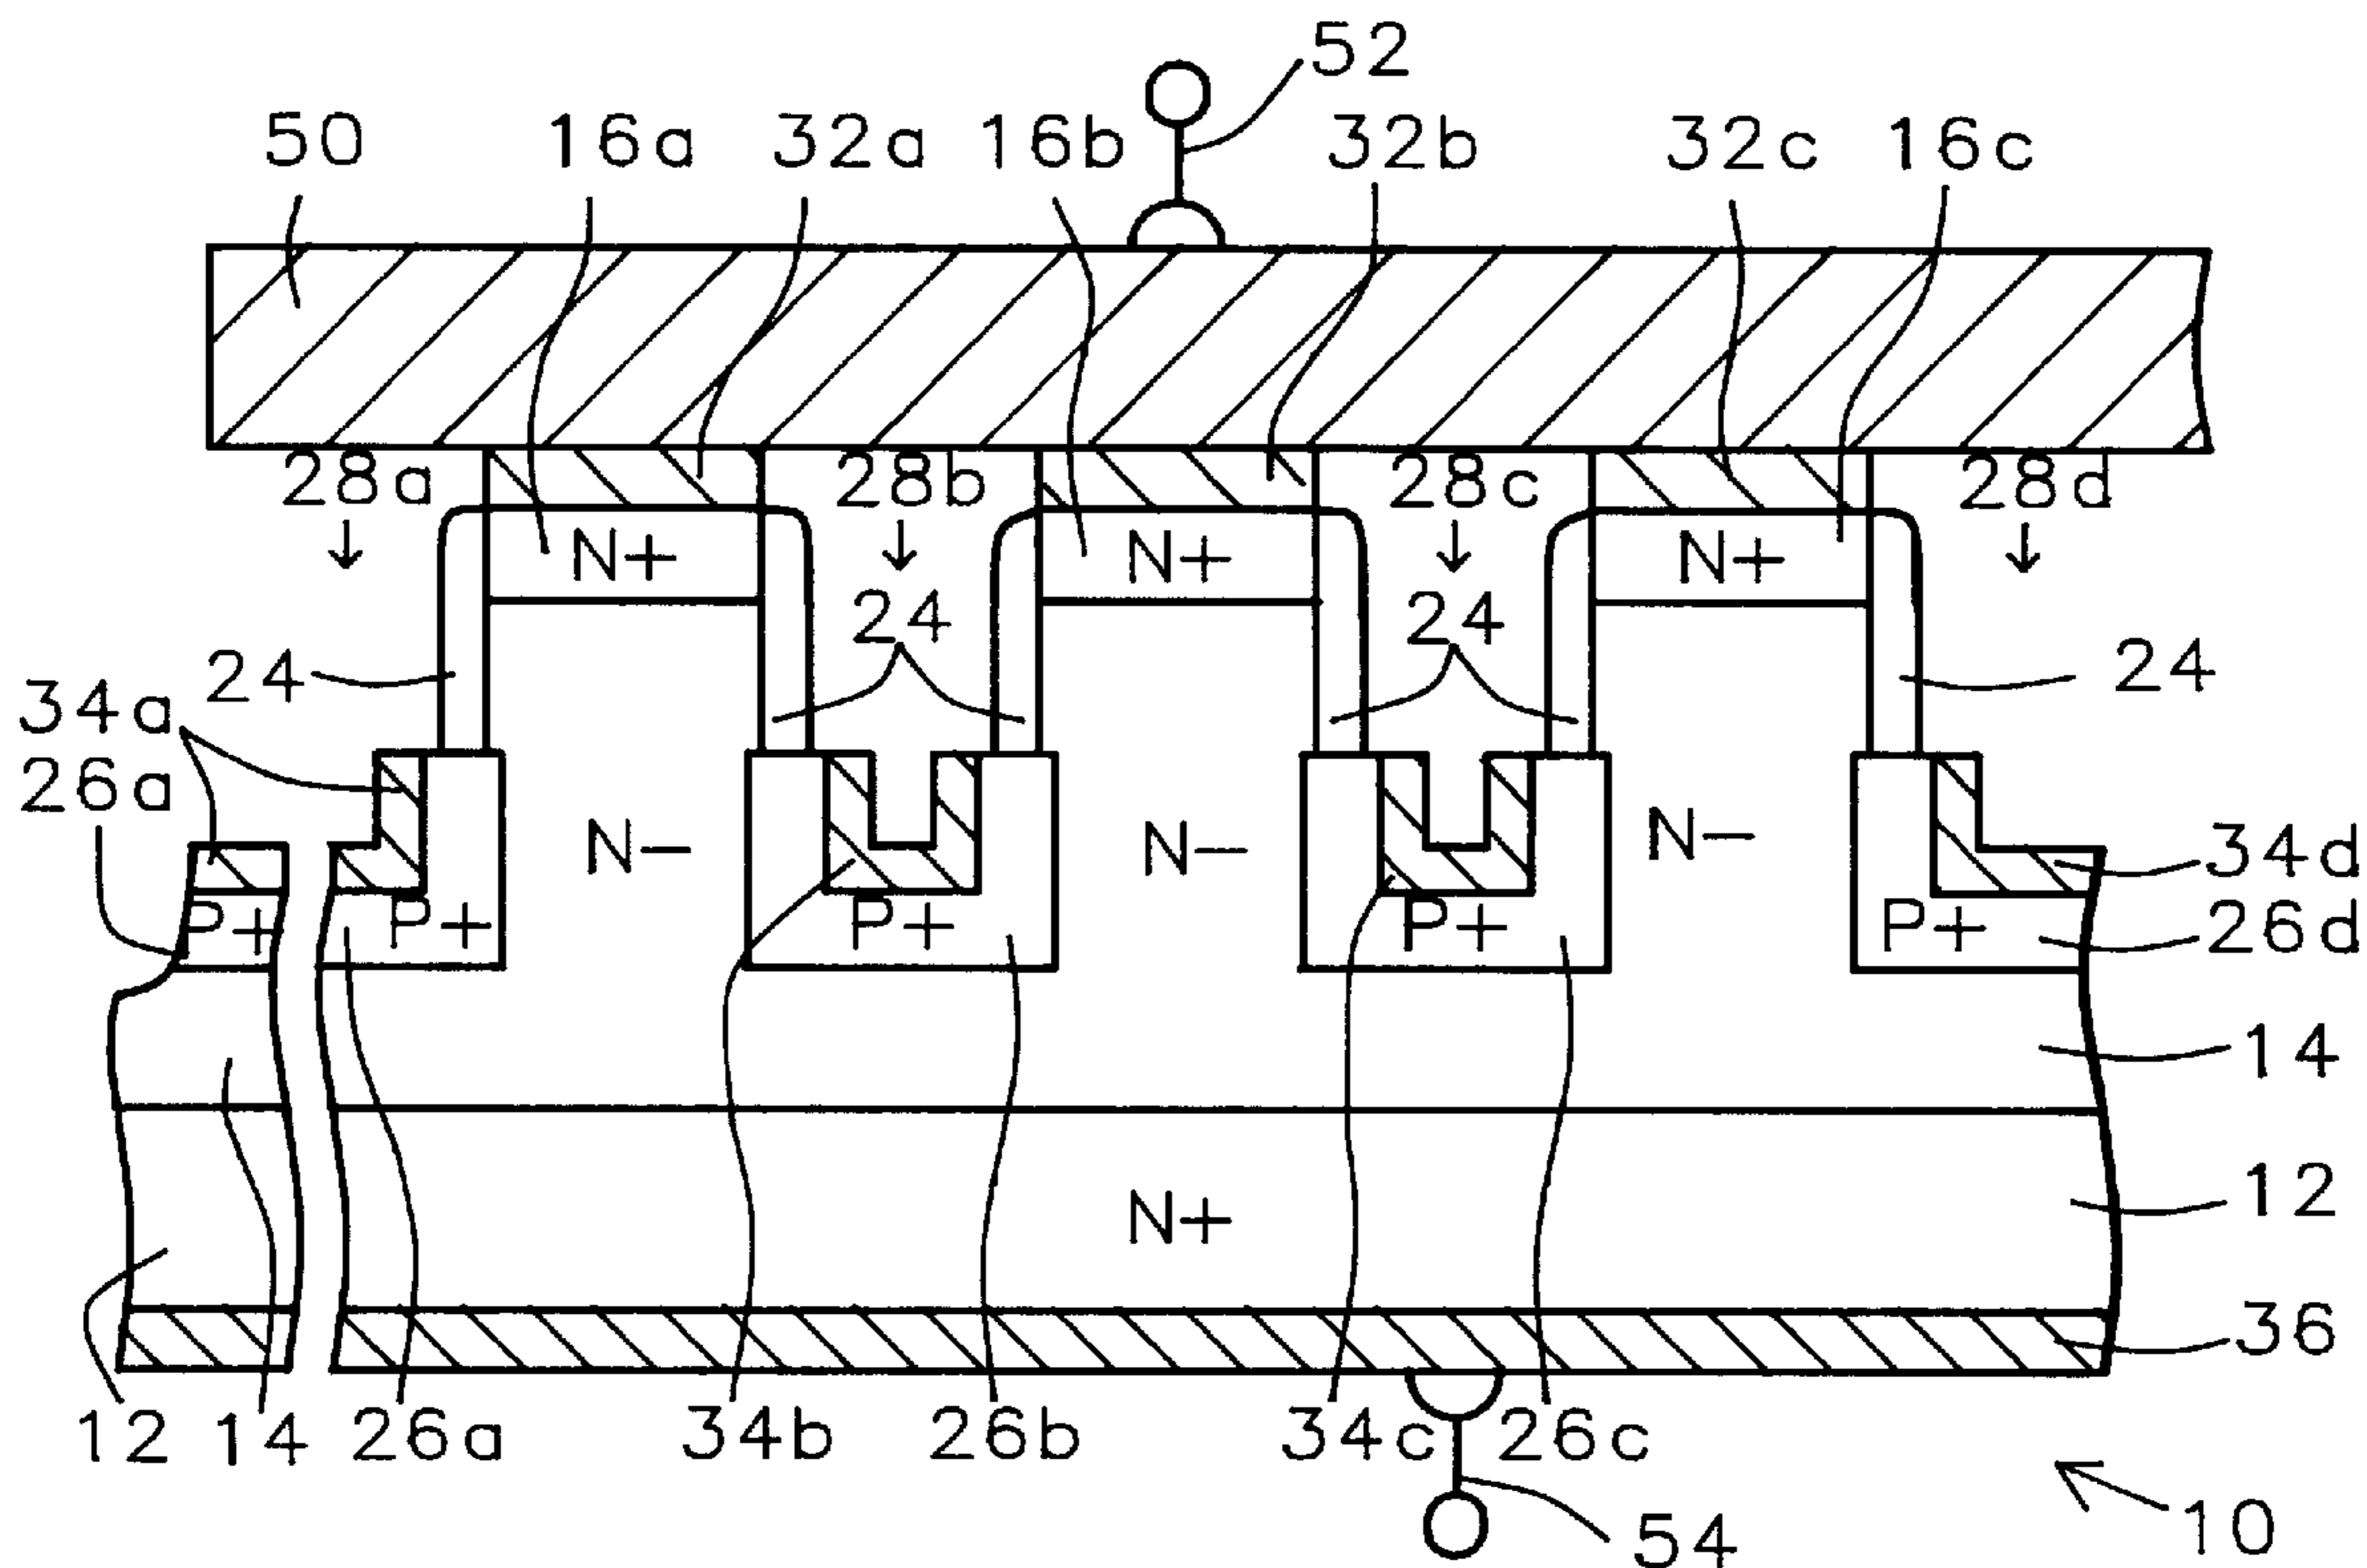 52
50 16a 32a 16b 32b 32c 16c
28a 28b 28c 28d
N+ N+ N+
24 24
24 24
34a
26a
N- N- N-
34d
P+ P+ P+ P+ P+ 26d
14
12
N+
36
12 14 26a 34b 26b 34c 26c
54 10